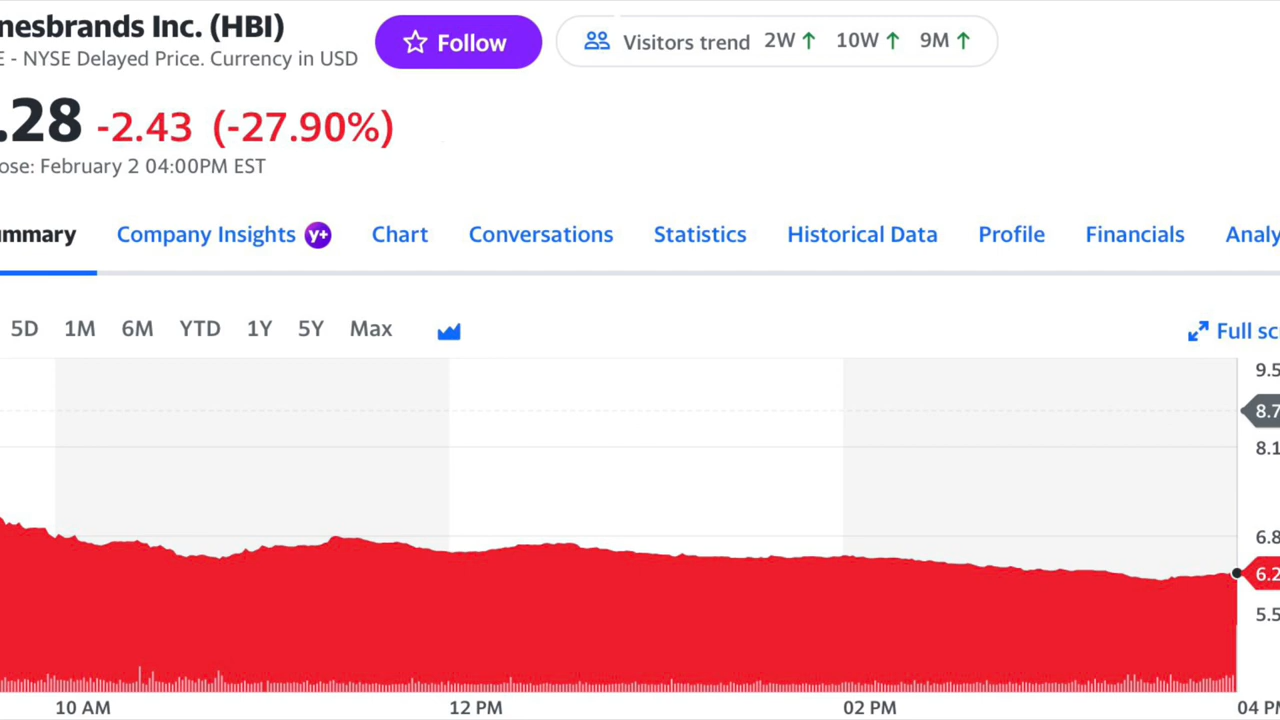 nesbrands Inc. (HBI)
E - NYSE Delayed Price. Currency in USD
Follow
Visitors trend 2W 10W 9M
.28 -2.43 (-27.90%)
ose: February 2 04:00PM EST
ummary Company Insights y+ Chart Conversations Statistics Historical Data Profile Financials Analy
5D 1M 6M YTD 1Y 5Y Max
Full sc
9.5
8.7
8.1
6.8
6.2
5.5
10 AM 12 PM 02 PM 04 PM